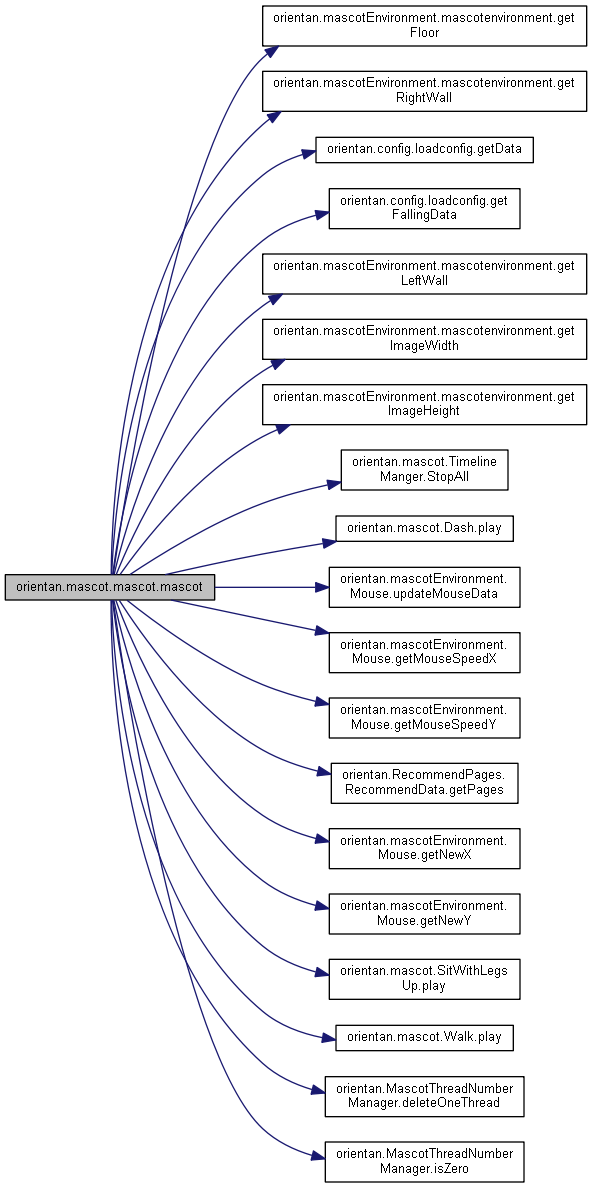 orientan.mascotEnvironment.mascotenvironment.get
Floor
orientan.mascotEnvironment.mascotenvironment.get
RightWall
orientan.config.loadconfig.getData
orientan.config.loadconfig.get
FallingData
orientan.mascotEnvironment.mascotenvironment.get
LeftWall
orientan.mascotEnvironment.mascotenvironment.get
ImageWidth
orientan.mascotEnvironment.mascotenvironment.get
ImageHeight
orientan.mascot.Timeline
Manger.StopAll
orientan.mascot.Dash.play
orientan.mascot.mascot.mascot
orientan.mascotEnvironment.
Mouse.updateMouseData
orientan.mascotEnvironment.
Mouse.getMouseSpeedX
orientan.mascotEnvironment.
Mouse.getMouseSpeedY
orientan.RecommendPages.
RecommendData.getPages
orientan.mascotEnvironment.
Mouse.getNewX
orientan.mascotEnvironment.
Mouse.getNewY
orientan.mascot.SitWithLegs
Up.play
orientan.mascot.Walk.play
orientan.MascotThreadNumber
Manager.deleteOneThread
orientan.MascotThreadNumber
Manager.isZero